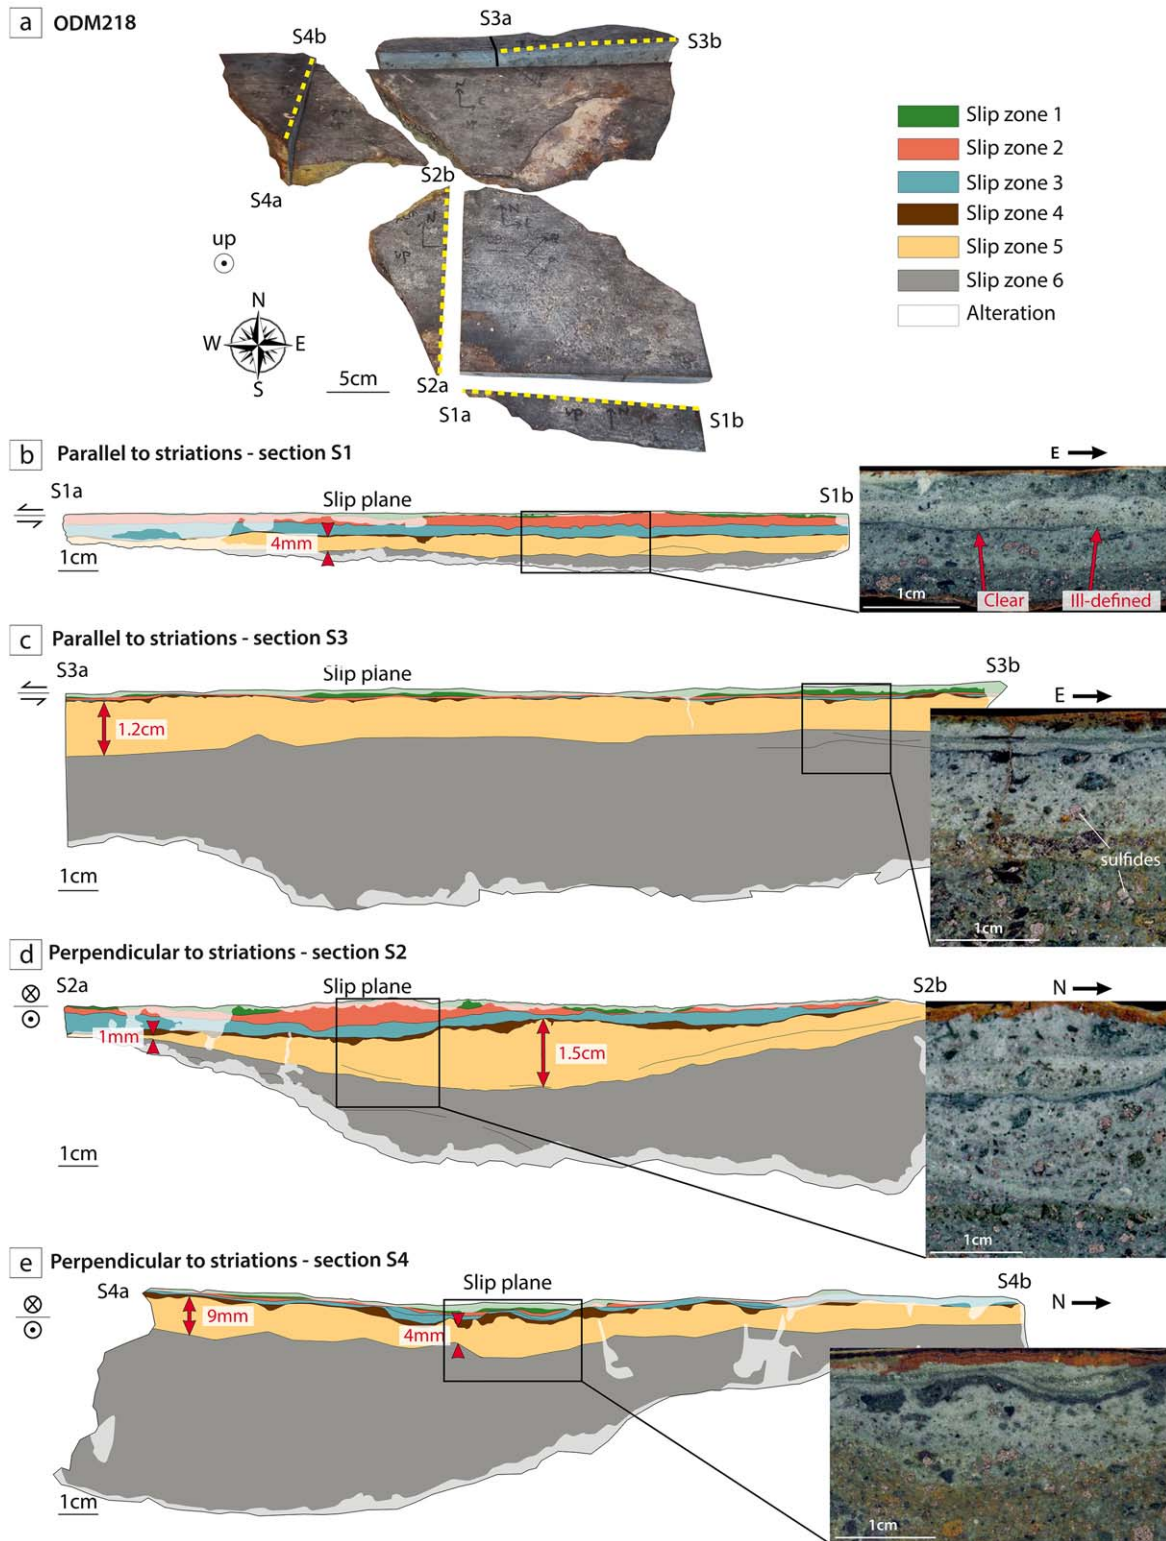 a ODM218
S3a
S4b
S3b
S4a
S2b
up
N
W E
S
5cm
S2a
S1a
S1b
N
E
up
N
up
N
up
N
Slip zone 1
Slip zone 2
Slip zone 3
Slip zone 4
Slip zone 5
Slip zone 6
Alteration
b Parallel to striations - section S1
E
S1a
Slip plane
S1b
4mm
1cm
1cm
Clear
Ill-defined
c Parallel to striations - section S3
S3a
Slip plane
S3b
E
1.2cm
sulfides
1cm
1cm
d Perpendicular to striations - section S2
S2a
Slip plane
S2b
N
1mm
1.5cm
1cm
1cm
e Perpendicular to striations - section S4
S4a
Slip plane
S4b
N
9mm
4mm
1cm
1cm